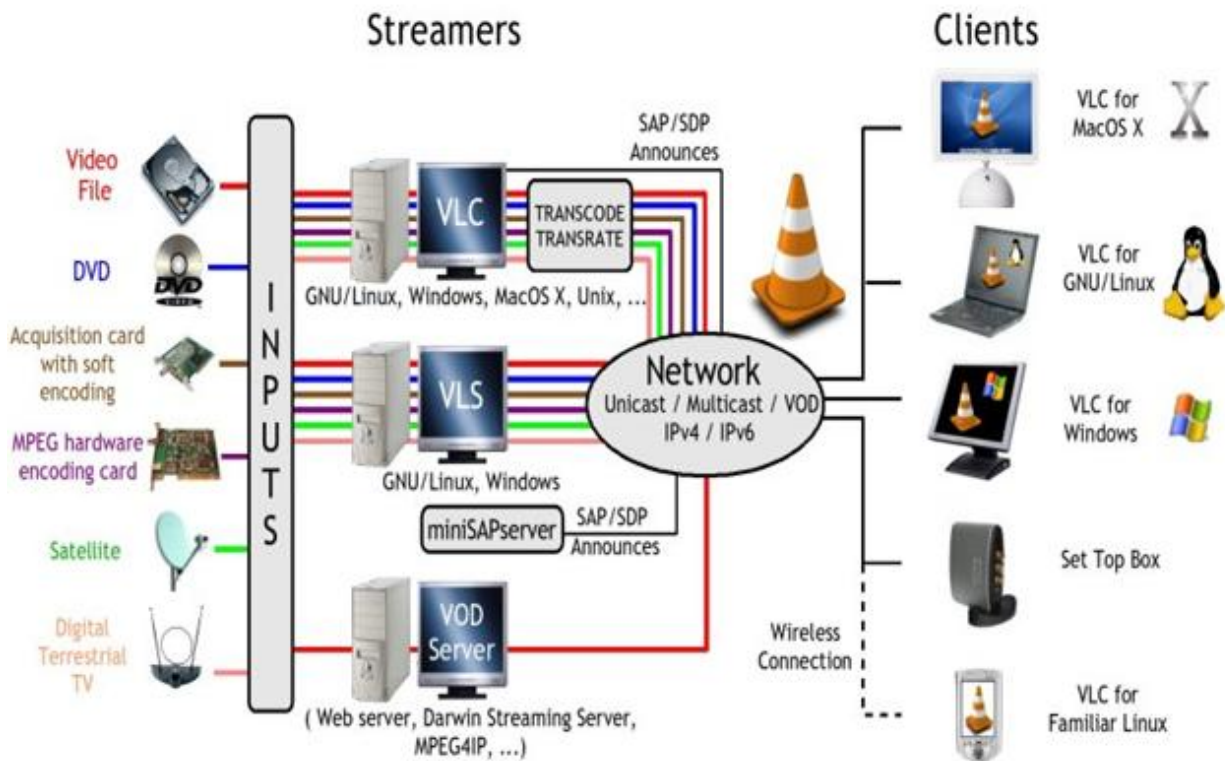 Streamers
Clients
Video
File
DVD
Acquisition card
with soft
encoding
MPEG hardware
encoding card
Satellite
Digital
Terrestrial
TV
DVD
VIDEO
INPUTS
VLC
TRANSCODE
TRANSRATE
SAP/SDP
Announces
GNU/Linux, Windows, MacOS X, Unix, ...
VLS
GNU/Linux, Windows
miniSAPserver
SAP/SDP
Announces
VOD
Server
( Web server, Darwin Streaming Server,
MPEG4IP, ...)
Network
Unicast / Multicast / VOD
IPv4 / IPv6
Wireless
Connection
VLC for
MacOS X
X
VLC for
GNU/Linux
VLC for
Windows
Set Top Box
VLC for
Familiar Linux